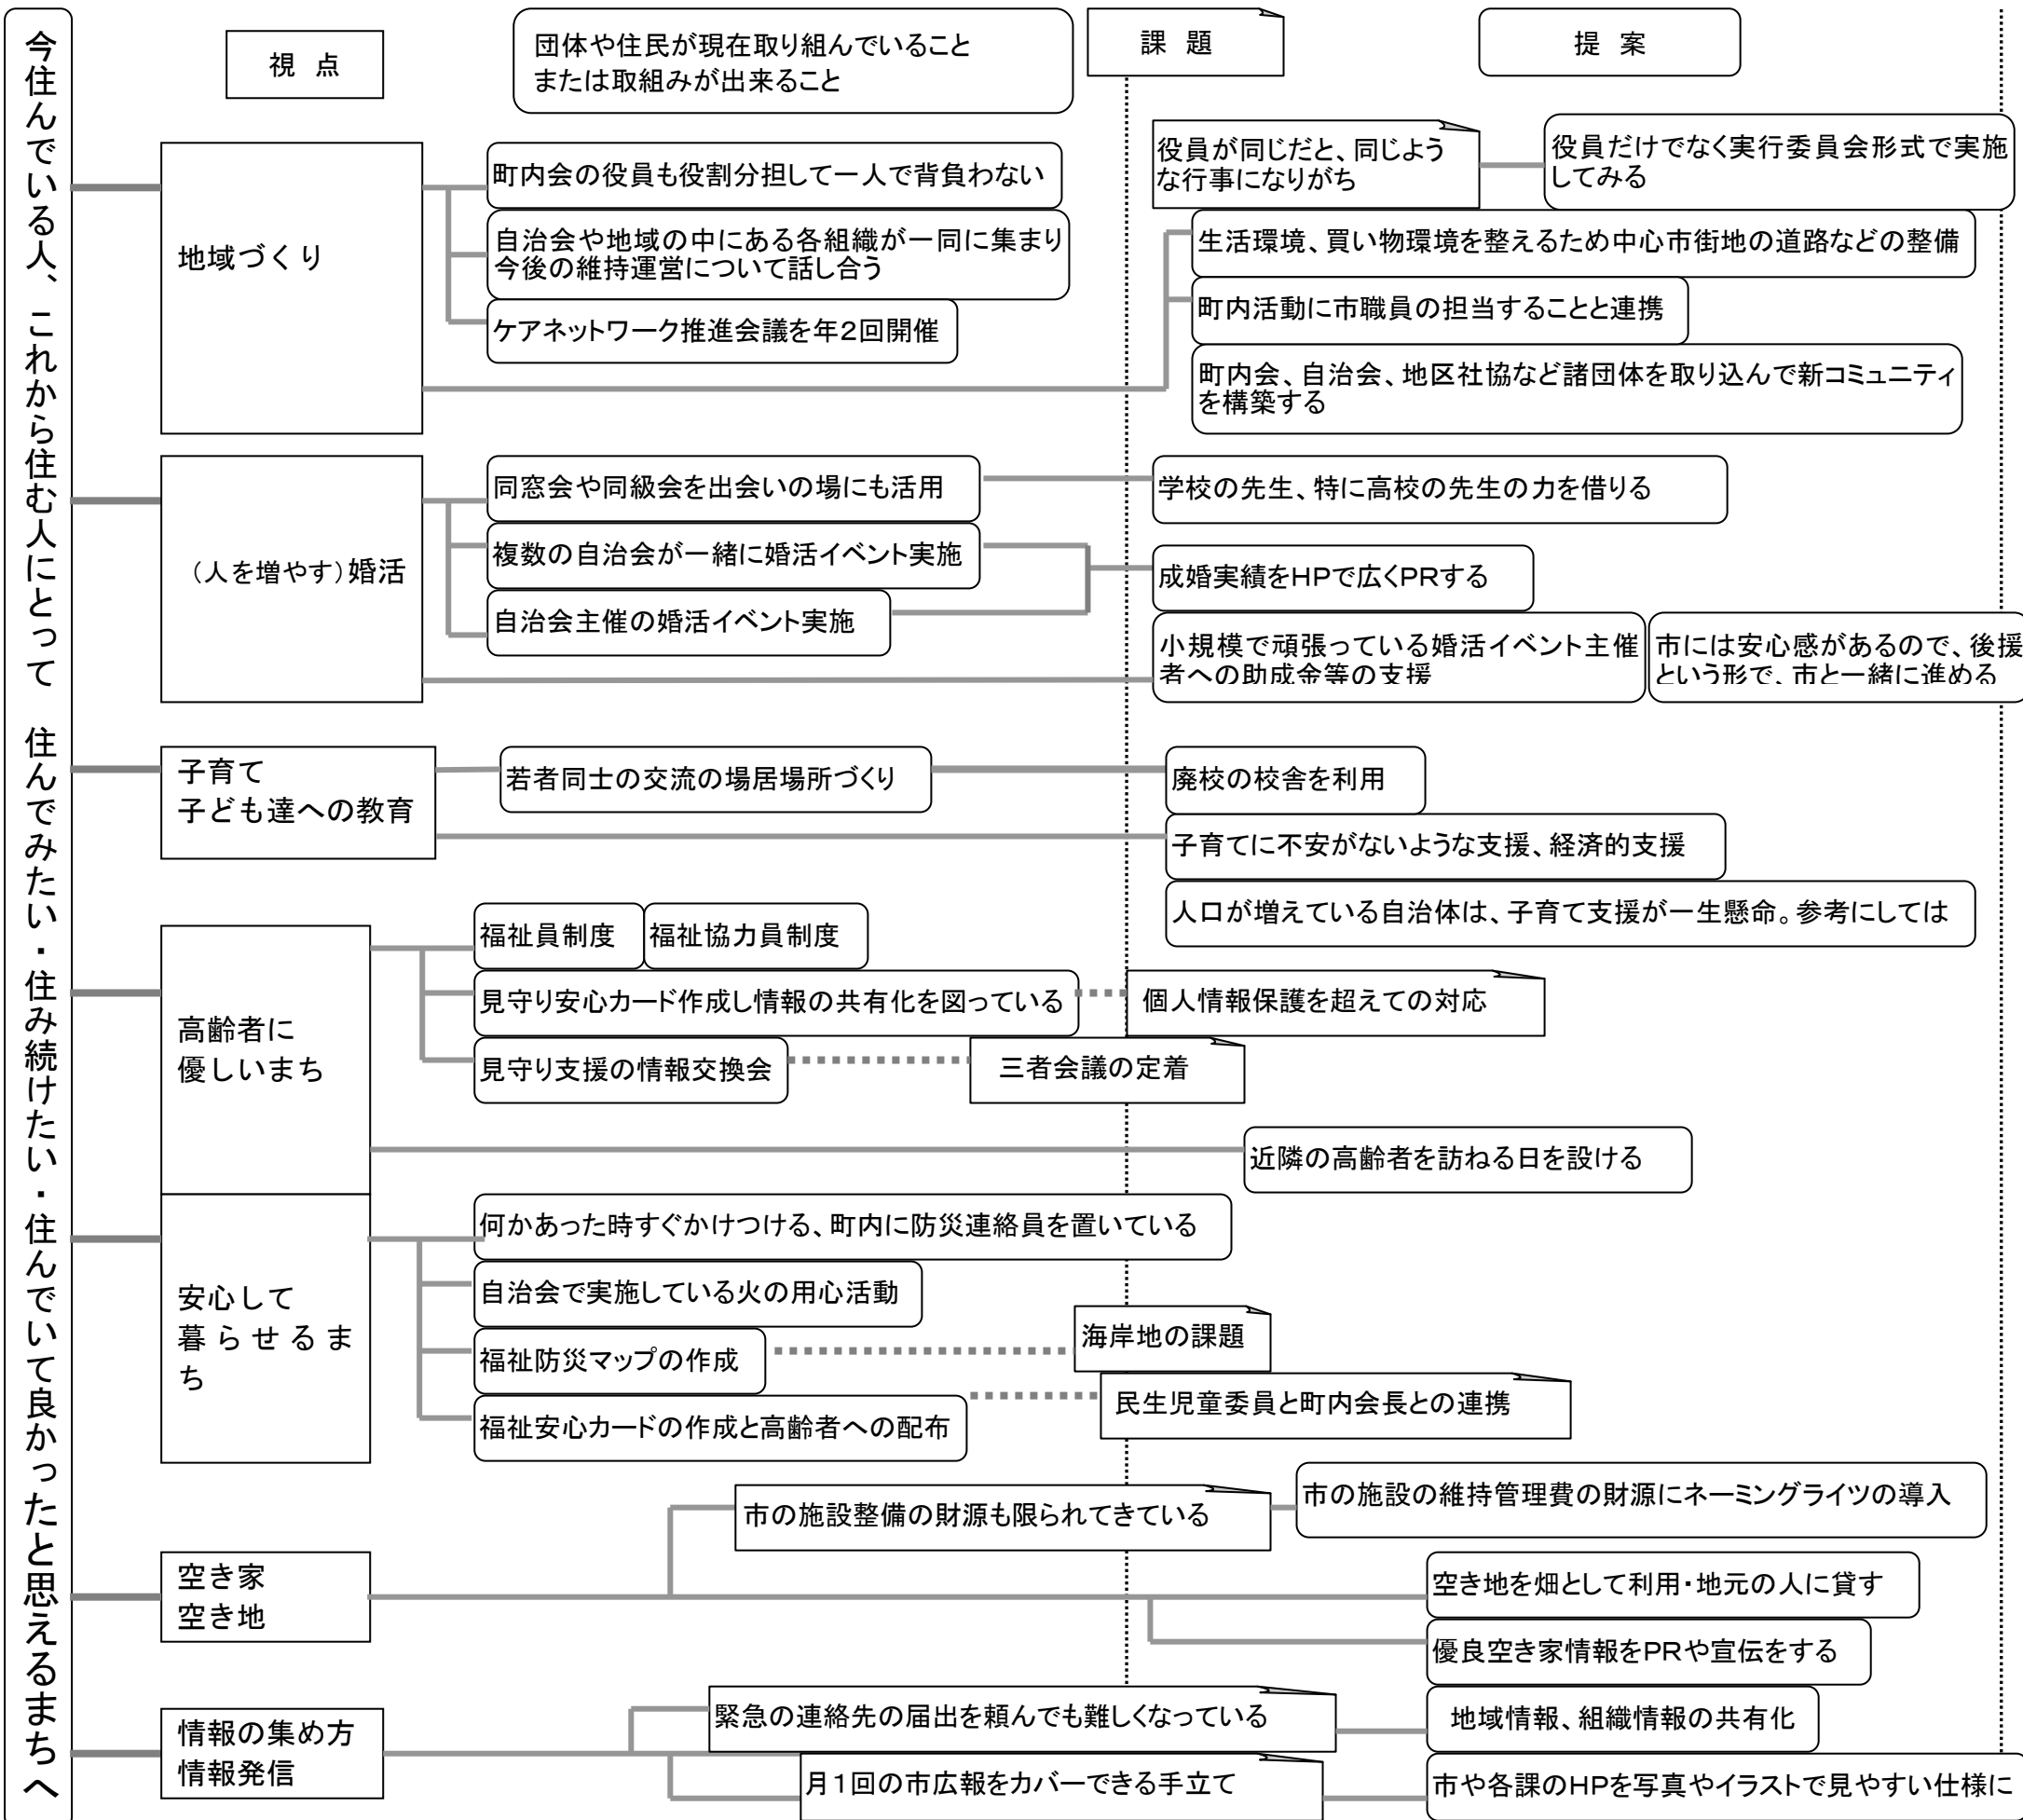 今住んでいる人、これから住む人にとって 住んでみたい・住み続けたい・住んでいて良かったと思えるまちへ
視 点
団体や住民が現在取り組んでいること
または取組みが出来ること
課 題
提 案
地域づくり
町内会の役員も役割分担して一人で背負わない
自治会や地域の中にある各組織が一同に集まり
今後の維持運営について話し合う
ケアネットワーク推進会議を年2回開催
役員が同じだと、同じよう
な行事になりがち
役員だけでなく実行委員会形式で実施
してみる
生活環境、買い物環境を整えるため中心市街地の道路などの整備
町内活動に市職員の担当することと連携
町内会、自治会、地区社協など諸団体を取り込んで新コミュニティ
を構築する
（人を増やす）婚活
同窓会や同級会を出会いの場にも活用
複数の自治会が一緒に婚活イベント実施
自治会主催の婚活イベント実施
学校の先生、特に高校の先生の力を借りる
成婚実績をHPで広くPRする
小規模で頑張っている婚活イベント主催
者への助成金等の支援
市には安心感があるので、後援
という形で、市と一緒に進める
子育て
子ども達への教育
若者同士の交流の場居場所づくり
廃校の校舎を利用
子育てに不安がないような支援、経済的支援
人口が増えている自治体は、子育て支援が一生懸命。参考にしては
高齢者に
優しいまち
福祉員制度
福祉協力員制度
見守り安心カード作成し情報の共有化を図っている
個人情報保護を超えての対応
見守り支援の情報交換会
三者会議の定着
近隣の高齢者を訪ねる日を設ける
安心して
暮らせるま
ち
何かあった時すぐかけつける、町内に防災連絡員を置いている
自治会で実施している火の用心活動
福祉防災マップの作成
海岸地の課題
福祉安心カードの作成と高齢者への配布
民生児童委員と町内会長との連携
空き家
空き地
市の施設整備の財源も限られてきている
市の施設の維持管理費の財源にネーミングライツの導入
空き地を畑として利用・地元の人に貸す
優良空き家情報をPRや宣伝をする
情報の集め方
情報発信
緊急の連絡先の届出を頼んでも難しくなっている
地域情報、組織情報の共有化
月1回の市広報をカバーできる手立て
市や各課のHPを写真やイラストで見やすい仕様に